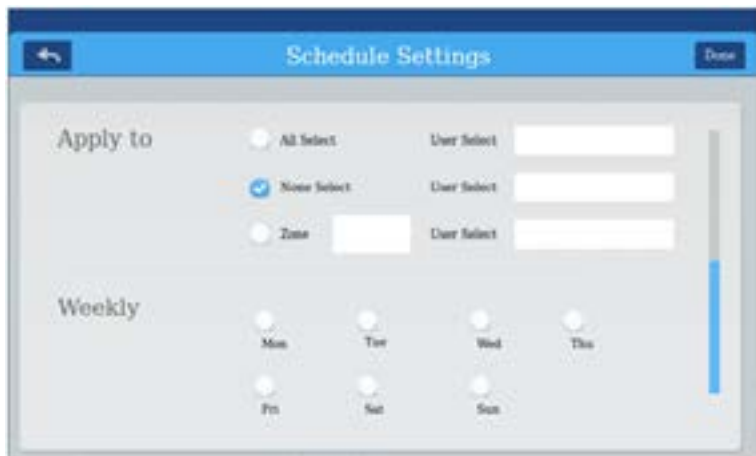 Schedule Settings
Done
Apply to
All Select
User Select
None Select
User Select
Zone
User Select
Weekly
Mon
Tue
Wed
Thu
Fri
Sat
Sun